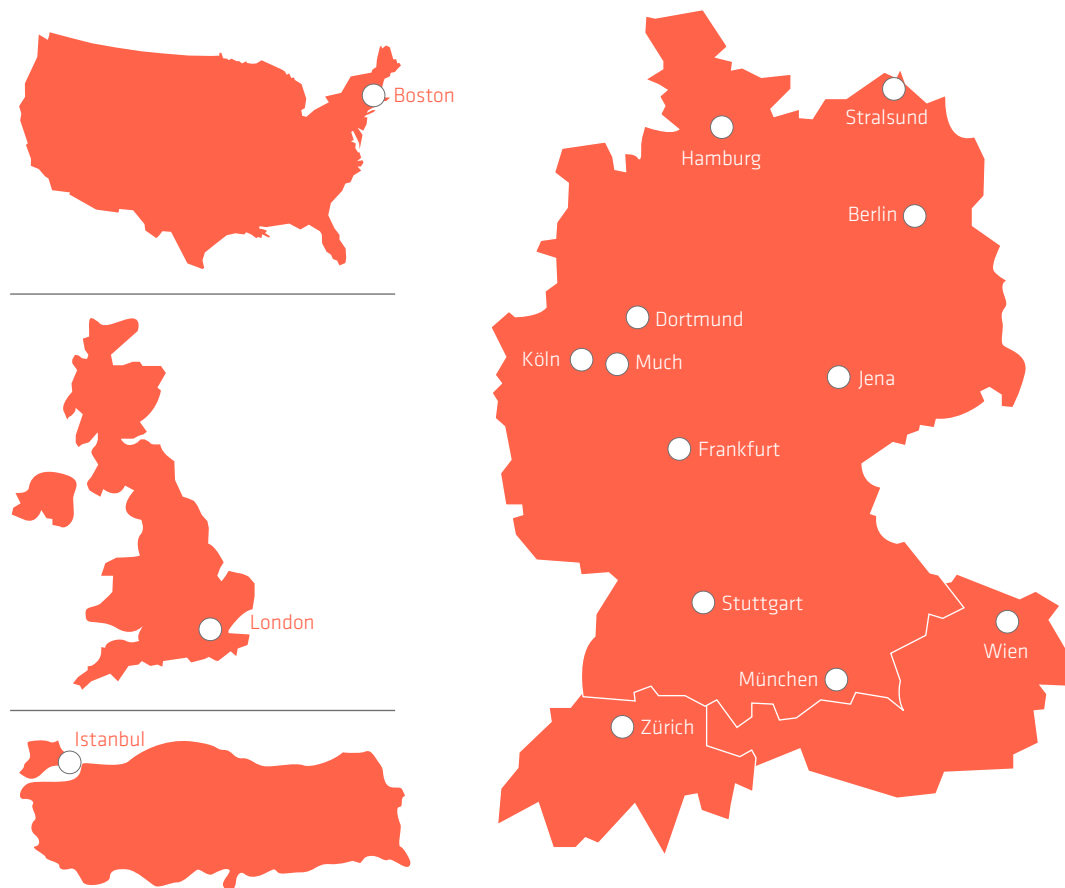 Boston
London
Istanbul
Stralsund
Hamburg
Berlin
Dortmund
Köln
Much
Jena
Frankfurt
Stuttgart
Wien
München
Zürich